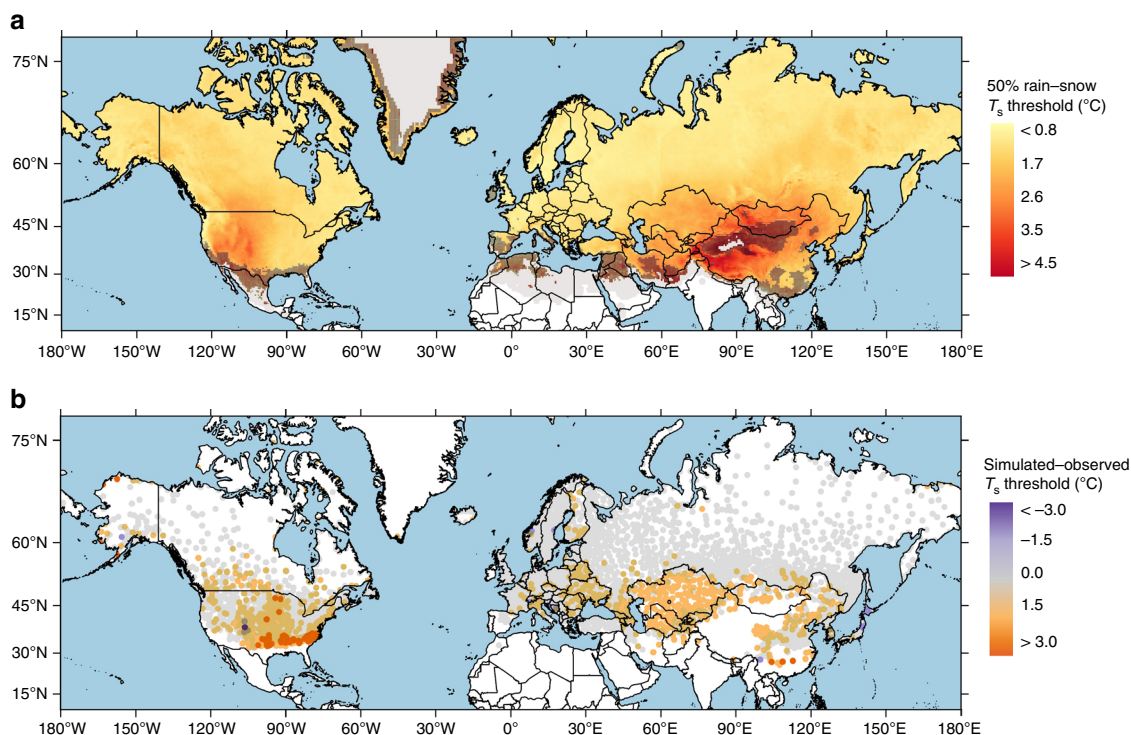 a
75°N
60°N
45°N
30°N
15°N
180°W 150°W 120°W 90°W 60°W 30°W 0° 30°E 60°E 90°E 120°E 150°E 180°E
50% rain–snow
Ts threshold (°C)
< 0.8
1.7
2.6
3.5
> 4.5
b
75°N
60°N
45°N
30°N
15°N
180°W 150°W 120°W 90°W 60°W 30°W 0° 30°E 60°E 90°E 120°E 150°E 180°E
Simulated–observed
Ts threshold (°C)
< −3.0
−1.5
0.0
1.5
> 3.0